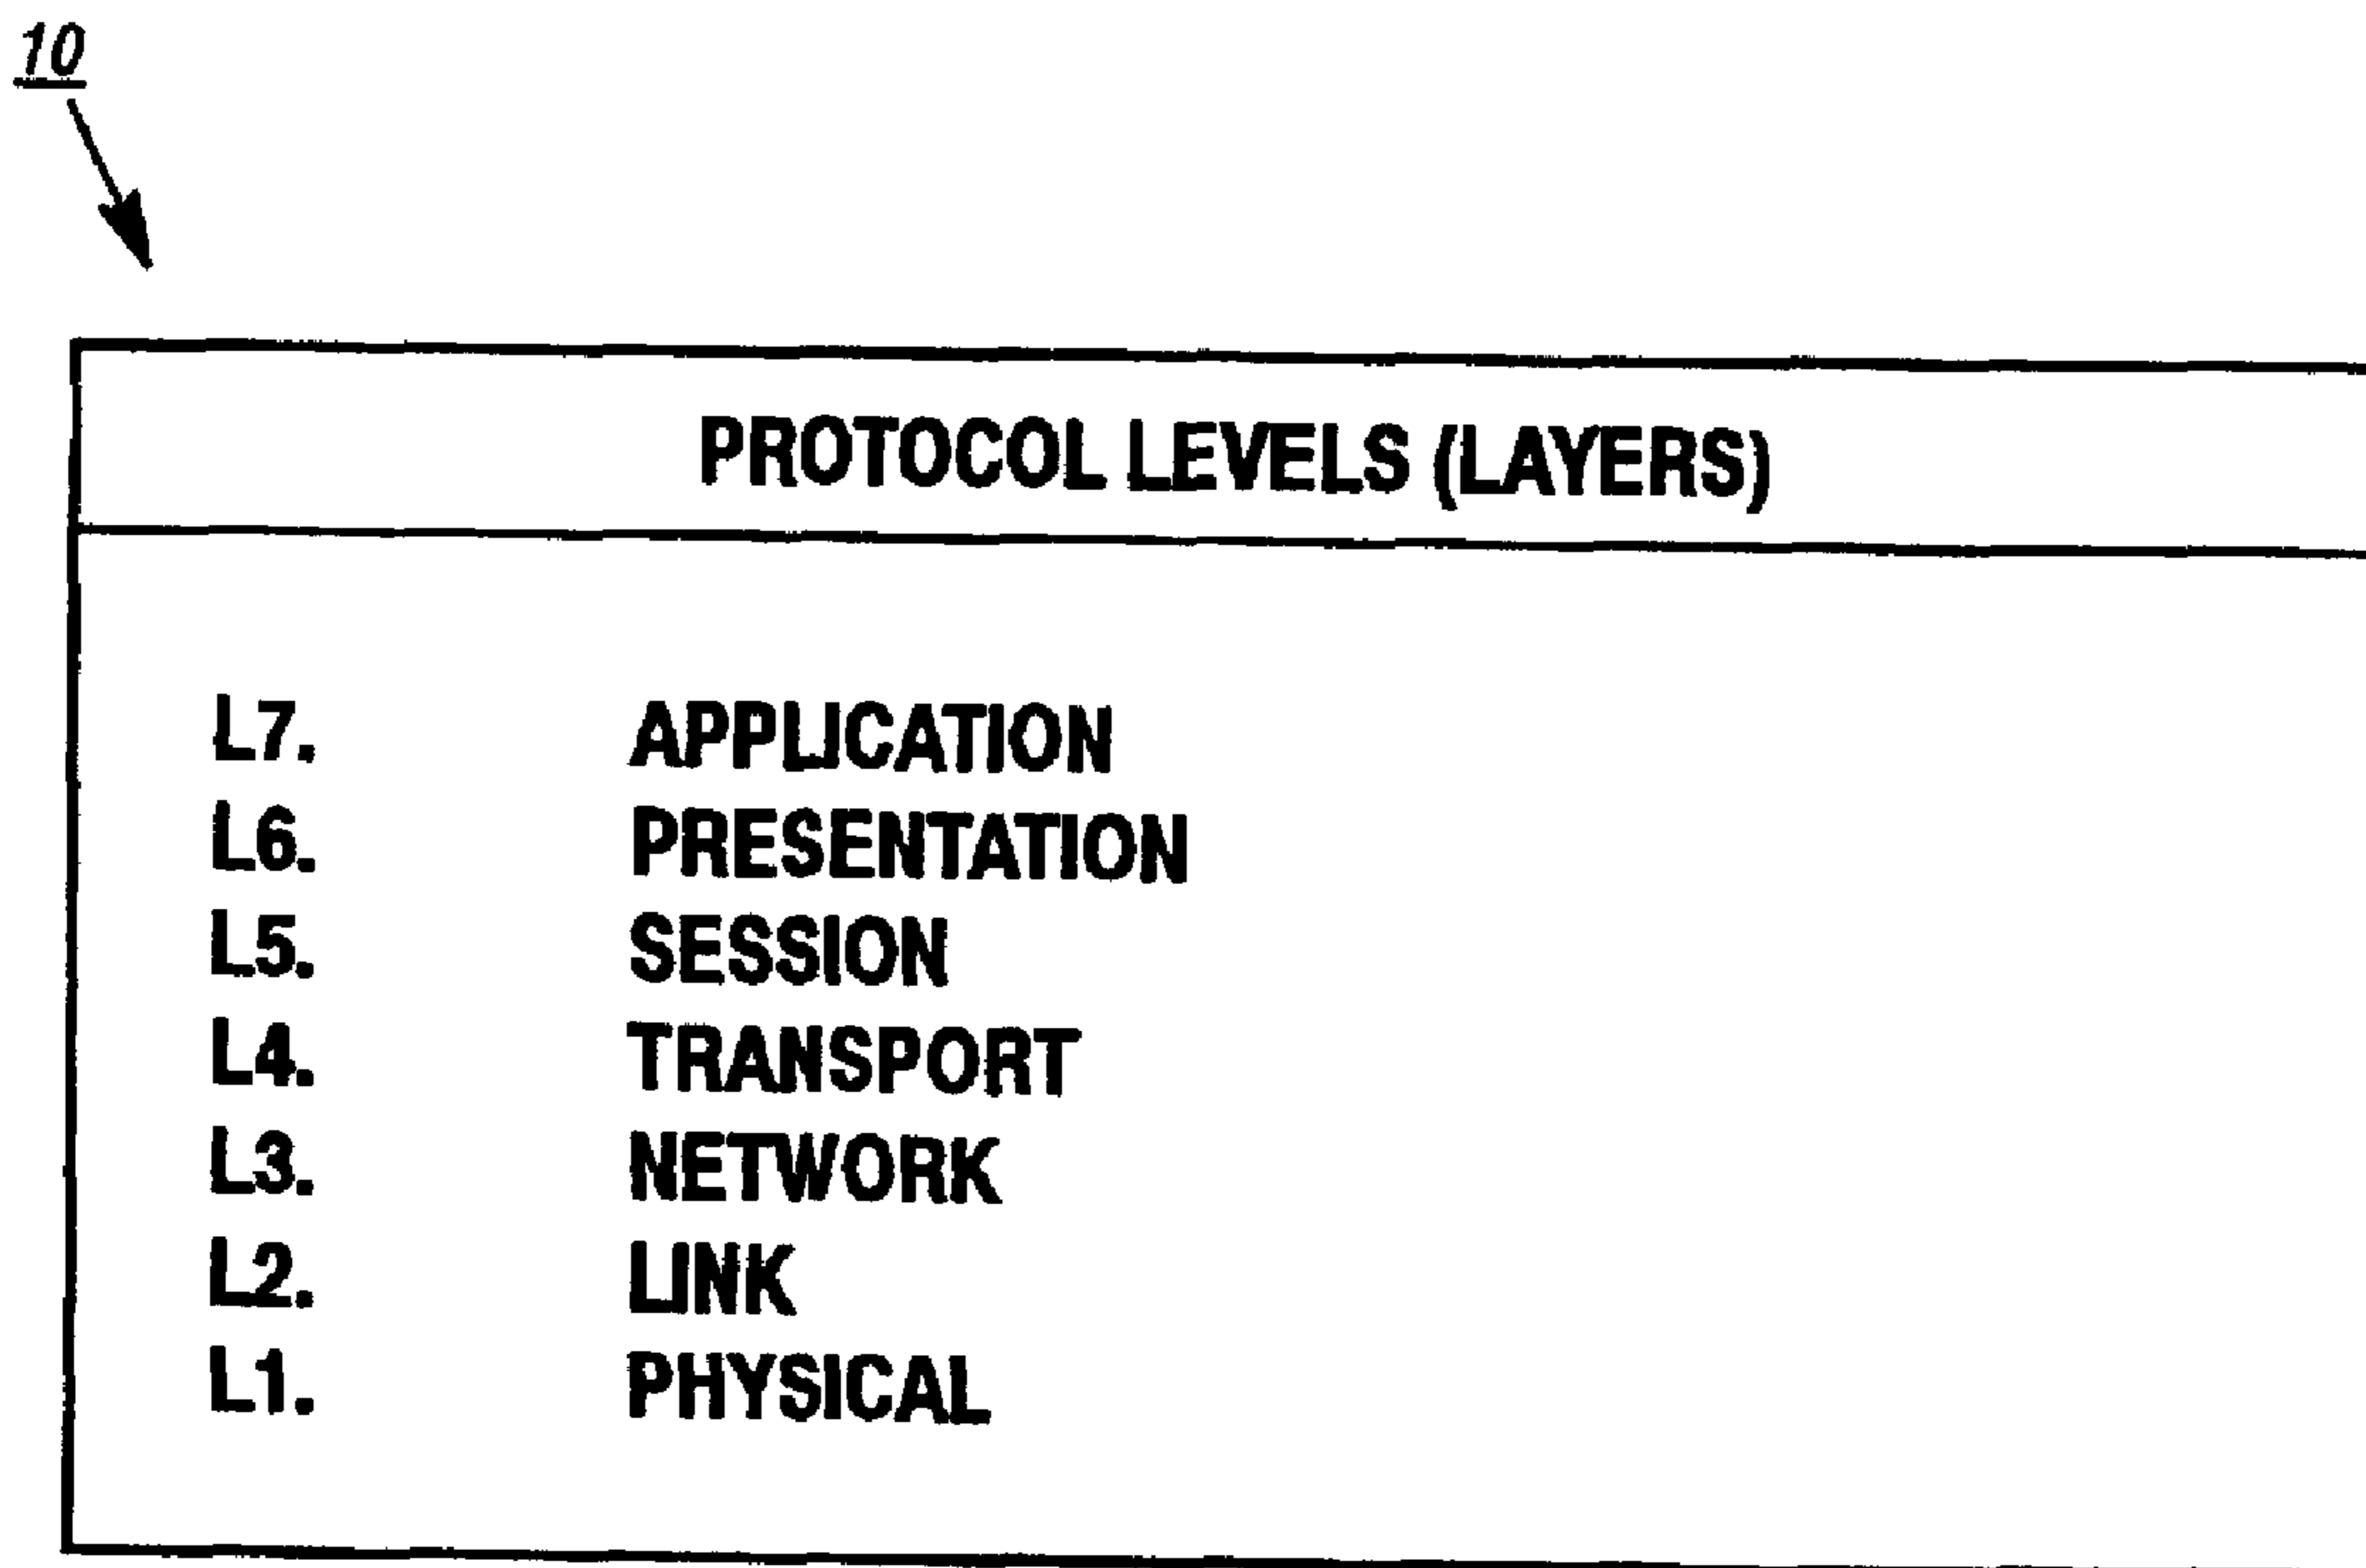 10
PROTOCOL LEVELS (LAYERS)
L7. APPLICATION
L6. PRESENTATION
L5. SESSION
L4. TRANSPORT
L3. NETWORK
L2. LINK
L1. PHYSICAL